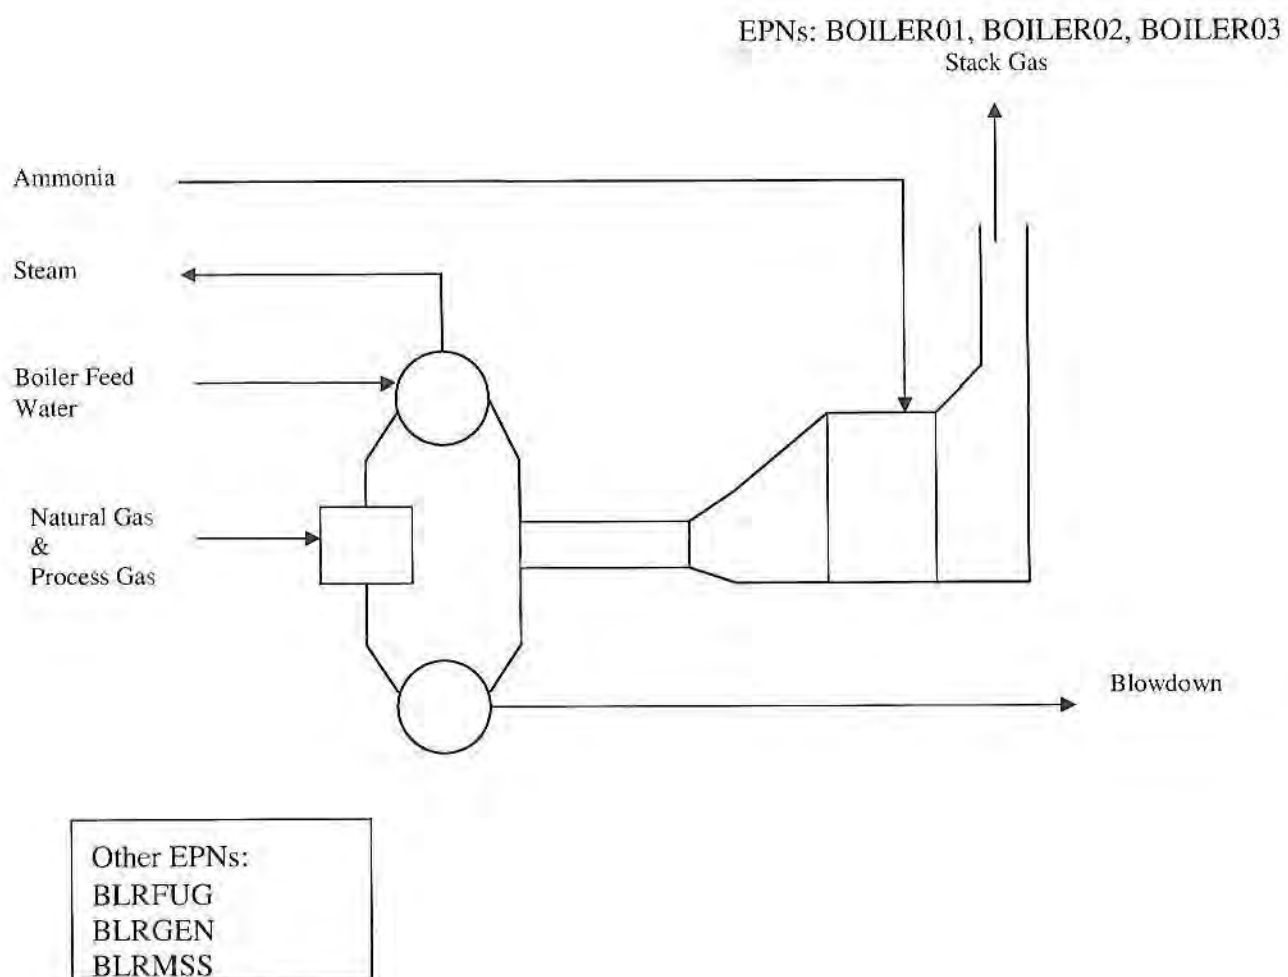 EPNs: BOILER01, BOILER02, BOILER03
Stack Gas
Ammonia
Steam
Boiler Feed
Water
Natural Gas
&
Process Gas
Blowdown
Other EPNs:
BLRFUG
BLRGEN
BLRMSS